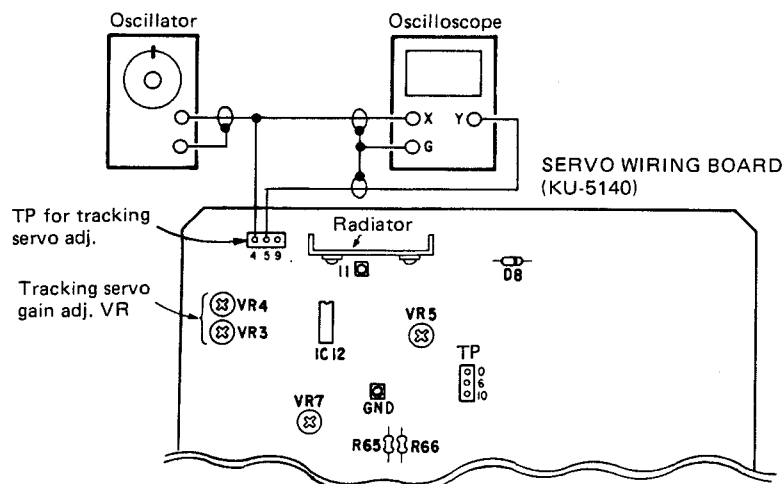 Oscillator
Oscilloscope
X
Y
G
SERVO WIRING BOARD
(KU-5140)
TP for tracking
servo adj.
Radiator
4 5 9
11
D8
Tracking servo
gain adj. VR
VR4
VR3
IC12
VR5
TP
0
6
10
GND
VR7
R65
R66